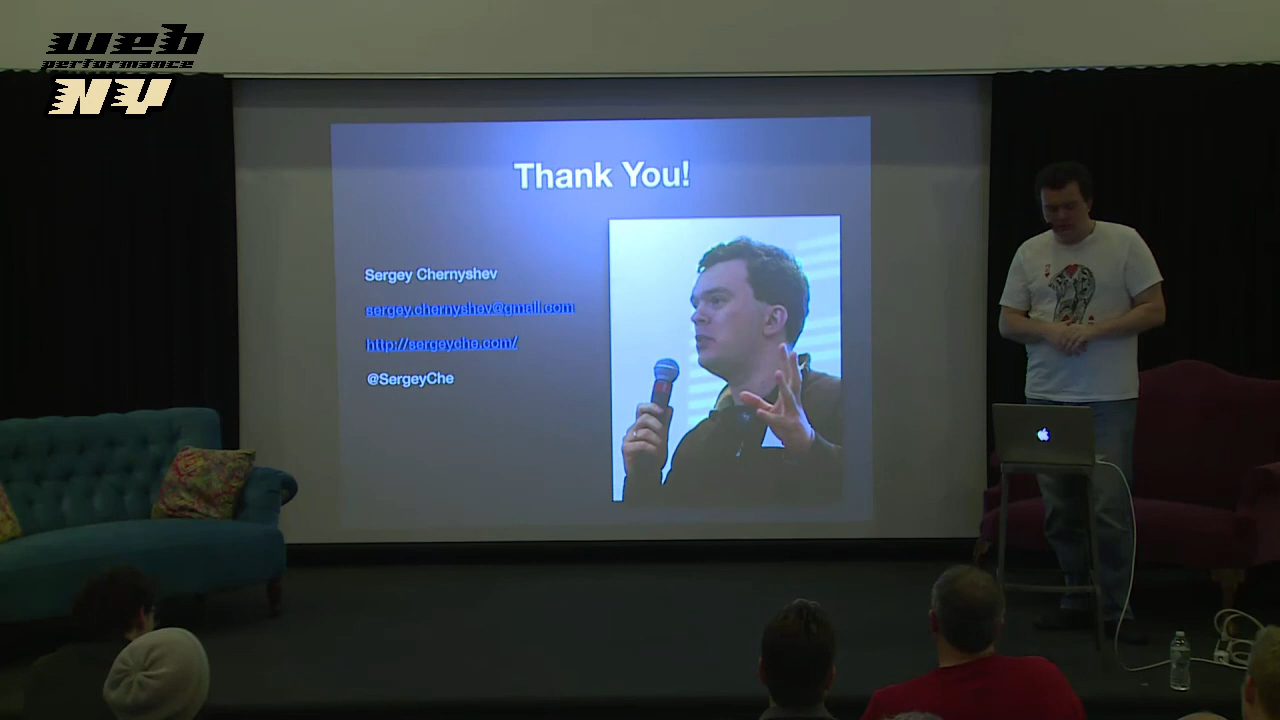 web
performance
NY
Thank You!
Sergey Chernyshev
sergey.chernyshev@gmail.com
http://sergeyche.com/
@SergeyChe